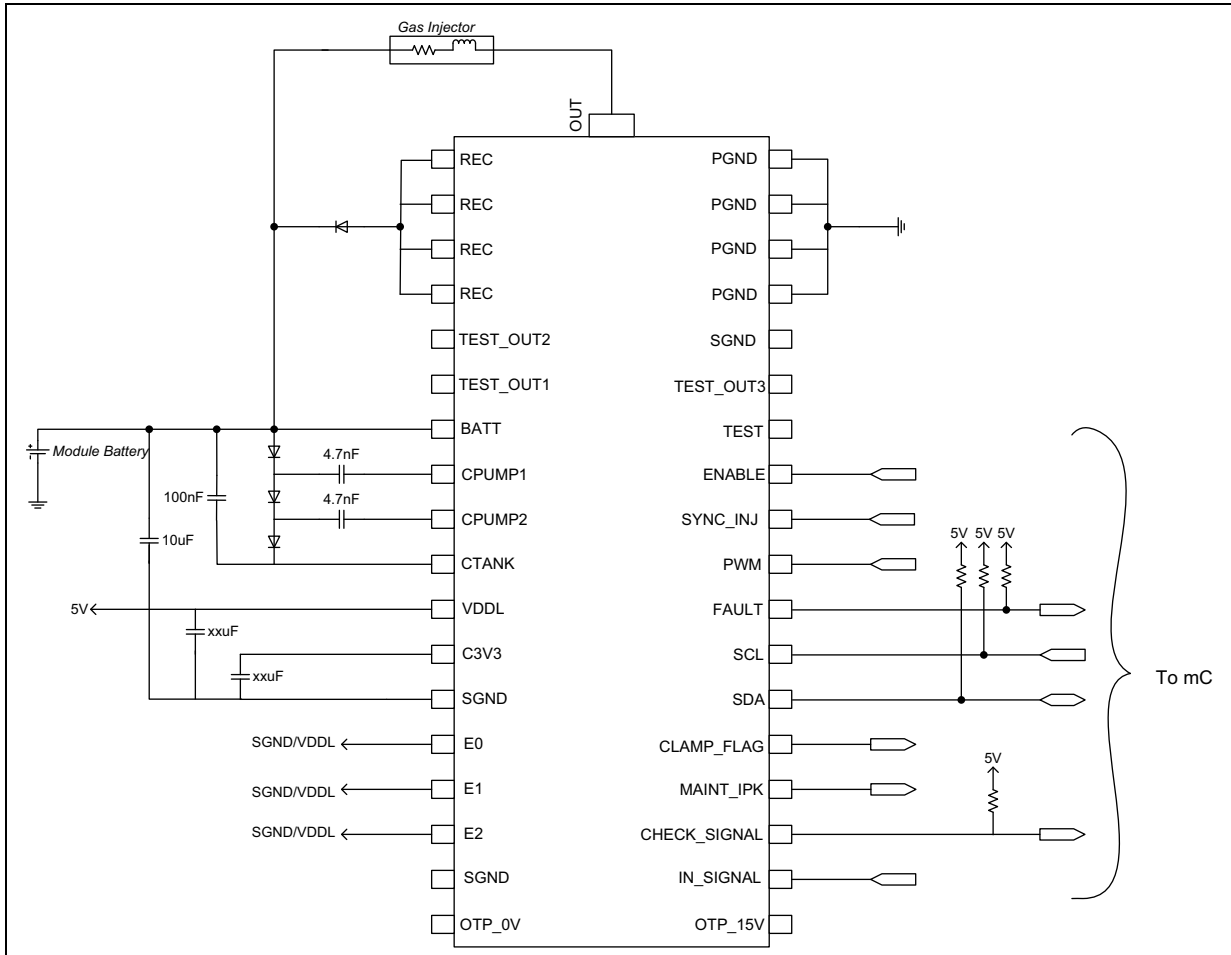 Gas Injector
OUT
REC
PGND
REC
PGND
REC
PGND
REC
PGND
TEST_OUT2
SGND
TEST_OUT1
TEST_OUT3
BATT
TEST
Module Battery
4.7nF
CPUMP1
ENABLE
100nF
4.7nF
CPUMP2
SYNC_INJ
10uF
5V
5V
5V
CTANK
PWM
5V
VDDL
FAULT
xxuF
C3V3
SCL
xxuF
To mC
SGND
SDA
SGND/VDDL
E0
CLAMP_FLAG
5V
SGND/VDDL
E1
MAINT_IPK
SGND/VDDL
E2
CHECK_SIGNAL
SGND
IN_SIGNAL
OTP_0V
OTP_15V